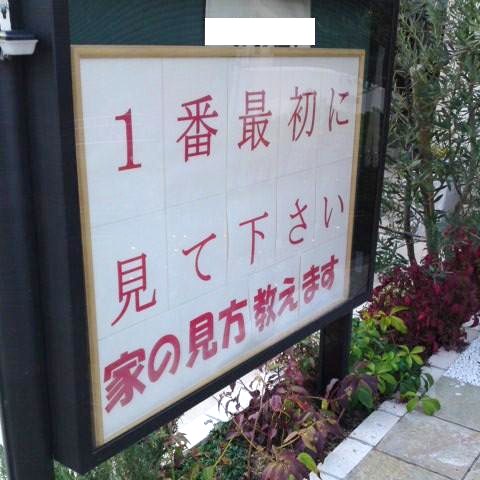 1番最初に
見て下さい
家の見方教えます